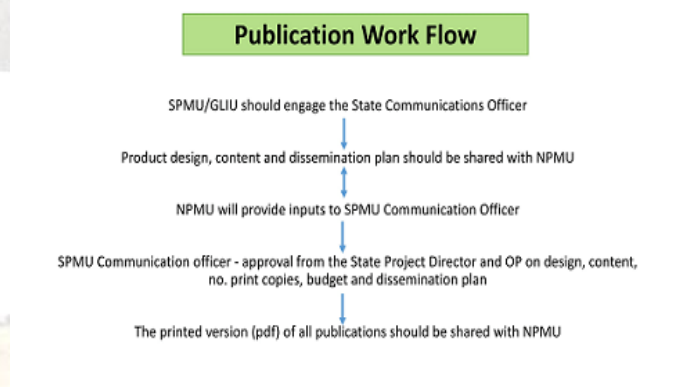 Publication Work Flow
SPMU/GLIU should engage the State Communications Officer
Product design, content and dissemination plan should be shared with NPMU
NPMU will provide inputs to SPMU Communication Officer
SPMU Communication officer - approval from the State Project Director and OP on design, content,
no. print copies, budget and dissemination plan
The printed version (pdf) of all publications should be shared with NPMU